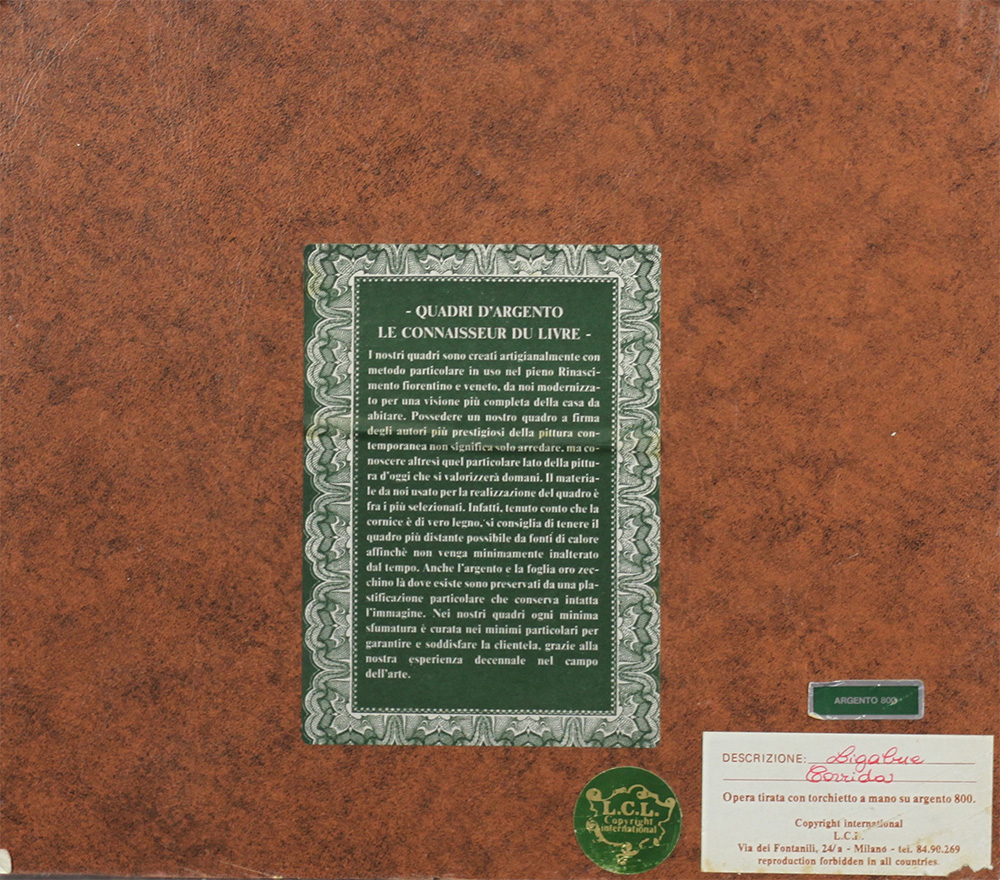 - QUADRI D'ARGENTO
LE CONNAISSEUR DU LIVRE -
I nostri quadri sono creati artigianalmente con
metodo particolare in uso nel pieno Rinasci-
mento fiorentino e veneto, da noi modernizza-
to per una visione più completa della casa da
abitare. Possedere un nostro quadro a firma
degli autori più prestigiosi della pittura con-
temporanea non significa solo arredare, ma co-
noscere altresì quel particolare lato della pittu-
ra d'oggi che si valorizzerà domani. Il materia-
le da noi usato per la realizzazione del quadro è
fra i più selezionati. Infatti, tenuto conto che la
cornice è di vero legno, si consiglia di tenere il
quadro più distante possibile da fonti di calore
affinchè non venga minimamente inalterato
dal tempo. Anche l'argento e la foglia oro zec-
chino là dove esiste sono preservati da una pla-
stificazione particolare che conserva intatta
l'immagine. Nei nostri quadri ogni minima
sfumatura è curata nei minimi particolari per
garantire e soddisfare la clientela, grazie alla
nostra esperienza decennale nel campo
dell'arte.
ARGENTO 800
DESCRIZIONE: Ligabue
Corrida
Opera tirata con torchietto a mano su argento 800.
Copyright international
L.C.L.
Via dei Fontanili, 24/a - Milano - tel. 84.90.269
reproduction forbidden in all countries.
L.C.L.
Copyright
international